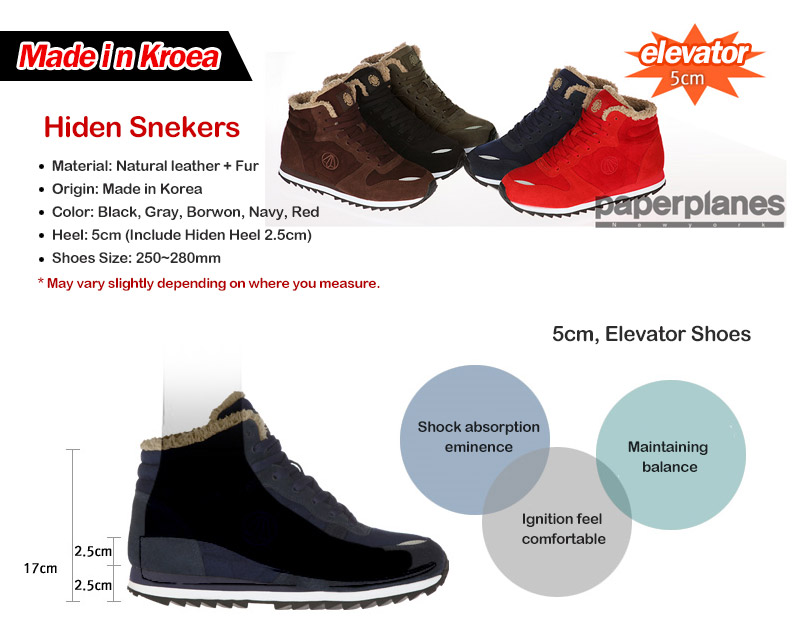 Made in Kroea
elevator
5cm
Hiden Snekers
• Material: Natural leather + Fur
• Origin: Made in Korea
• Color: Black, Gray, Borwon, Navy, Red
• Heel: 5cm (Include Hiden Heel 2.5cm)
• Shoes Size: 250~280mm
* May vary slightly depending on where you measure.
paperplanes
Newyork
5cm, Elevator Shoes
Shock absorption
eminence
Maintaining
balance
Ignition feel
comfortable
17cm
2.5cm
2.5cm